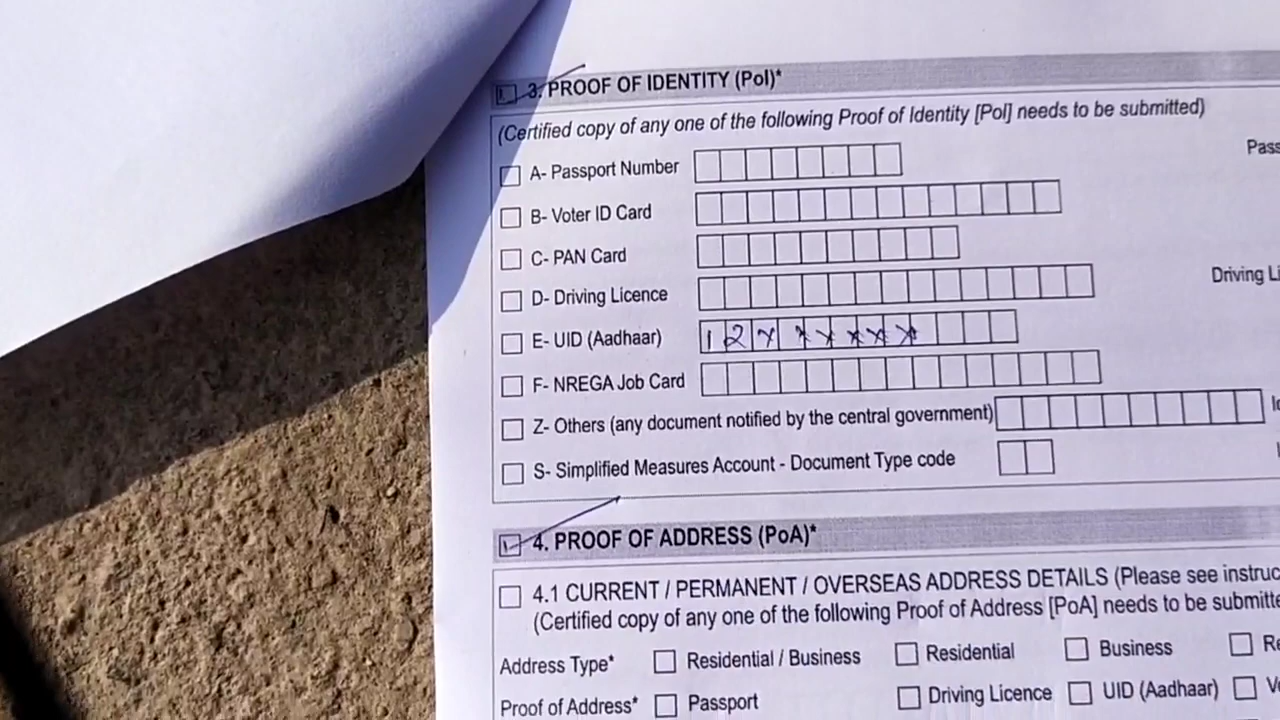 3. PROOF OF IDENTITY (PoI)*
(Certified copy of any one of the following Proof of Identity [PoI] needs to be submitted)
A- Passport Number Pass
B- Voter ID Card
C- PAN Card
D- Driving Licence Driving Li
E- UID (Aadhaar) 1 2 x x x x x x x
F- NREGA Job Card
Z- Others (any document notified by the central government) Id
S- Simplified Measures Account - Document Type code
4. PROOF OF ADDRESS (PoA)*
4.1 CURRENT / PERMANENT / OVERSEAS ADDRESS DETAILS (Please see instruc
(Certified copy of any one of the following Proof of Address [PoA] needs to be submitte
Address Type* Residential / Business Residential Business Re
Proof of Address* Passport Driving Licence UID (Aadhaar) Vo